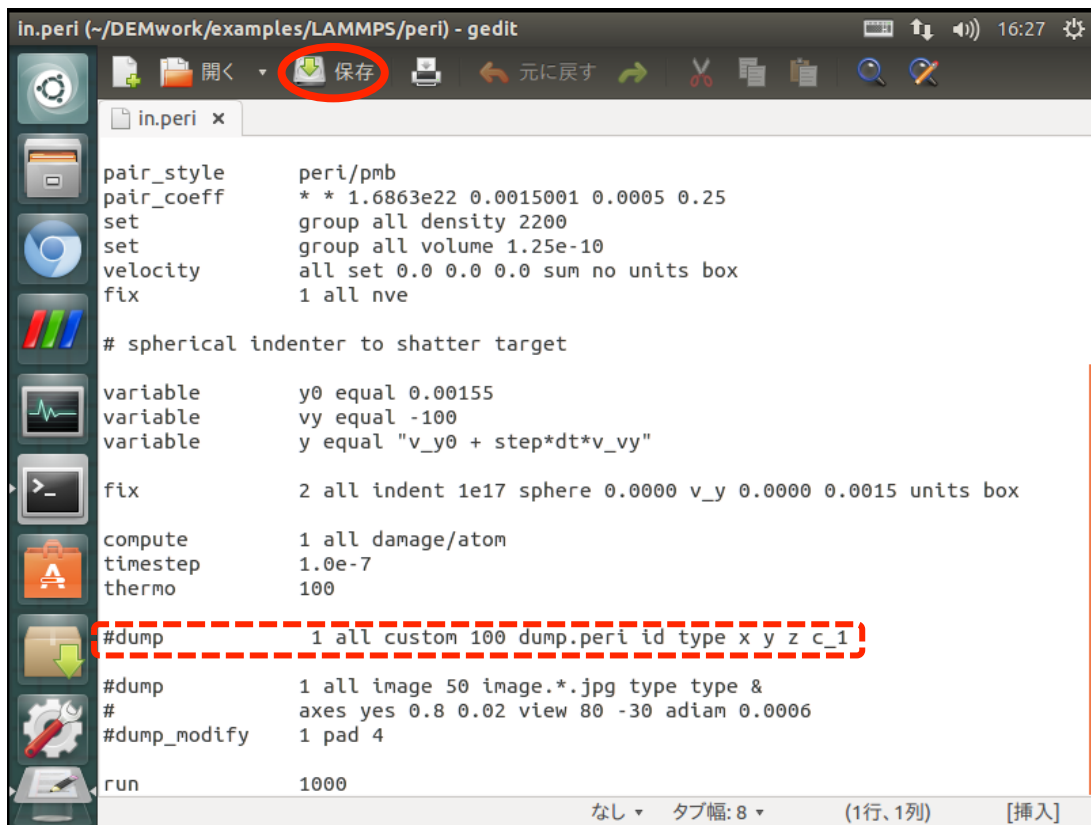 in.peri (~/DEMwork/examples/LAMMPS/peri) - gedit 16:27
開く 保存 元に戻す
in.peri ×
pair_style peri/pmb
pair_coeff * * 1.6863e22 0.0015001 0.0005 0.25
set group all density 2200
set group all volume 1.25e-10
velocity all set 0.0 0.0 0.0 sum no units box
fix 1 all nve
# spherical indenter to shatter target
variable y0 equal 0.00155
variable vy equal -100
variable y equal "v_y0 + step*dt*v_vy"
fix 2 all indent 1e17 sphere 0.0000 v_y 0.0000 0.0015 units box
compute 1 all damage/atom
timestep 1.0e-7
thermo 100
#dump 1 all custom 100 dump.peri id type x y z c_1
#dump 1 all image 50 image.*.jpg type type &
# axes yes 0.8 0.02 view 80 -30 adiam 0.0006
#dump_modify 1 pad 4
run 1000
なし タブ幅: 8 (1行、1列) [挿入]